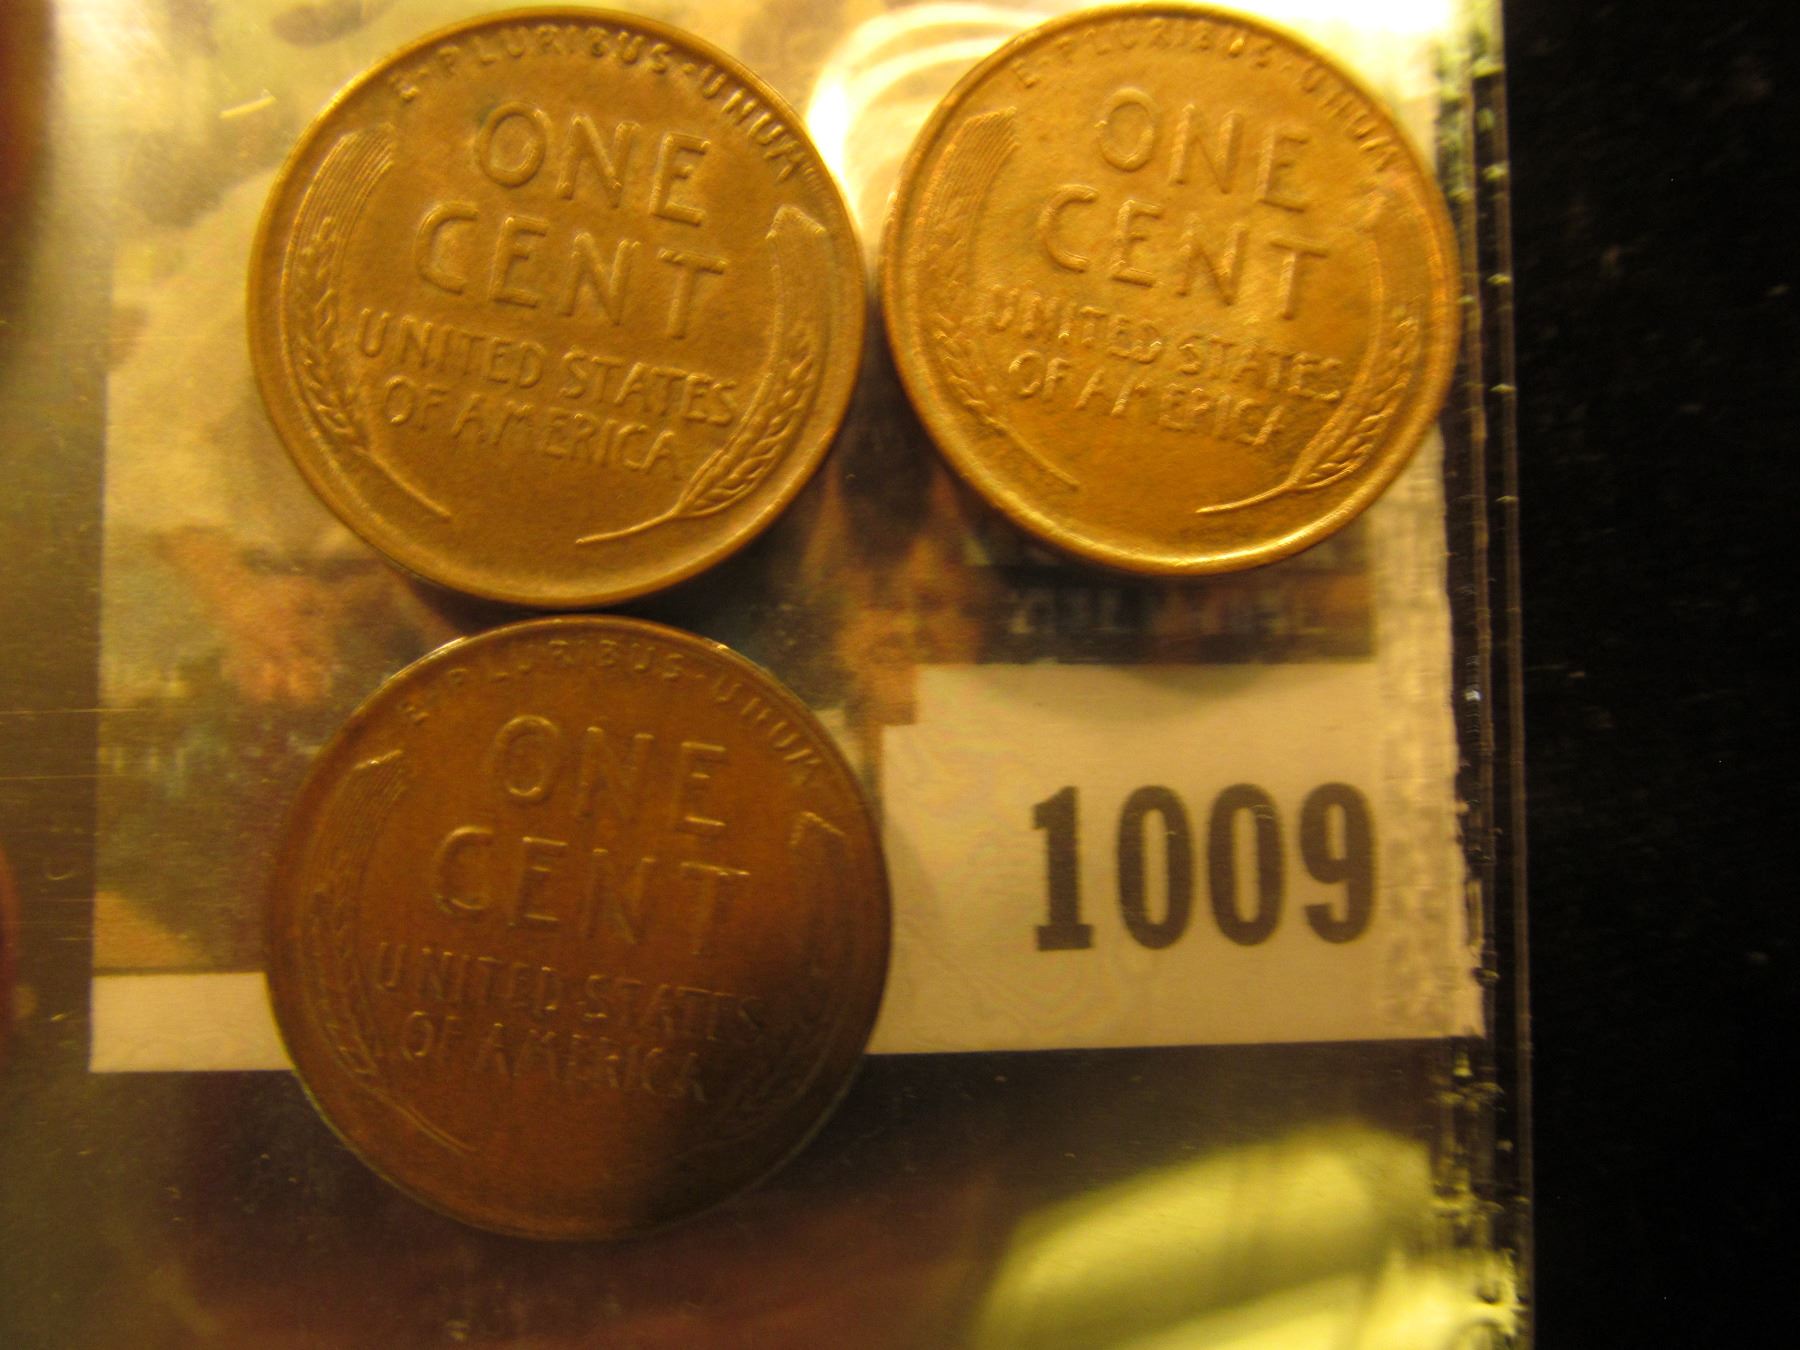 E·PLURIBUS·UNUM
ONE
CENT
UNITED STATES
OF AMERICA
E·PLURIBUS·UNUM
ONE
CENT
UNITED STATES
OF AMERICA
E·PLURIBUS·UNUM
ONE
CENT
UNITED STATES
OF AMERICA
1009